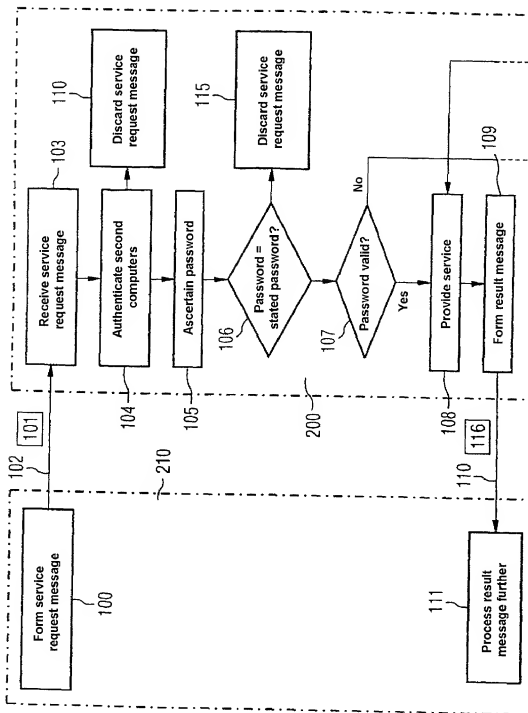 Form service
request message
100
102
101
210
Receive service
request message
103
Authenticate second
computers
104
Discard service
request message
110
Ascertain password
105
Password =
stated password?
106
Discard service
request message
115
Password valid?
107
No
Yes
200
Provide service
108
Form result message
109
116
110
Process result
message further
111